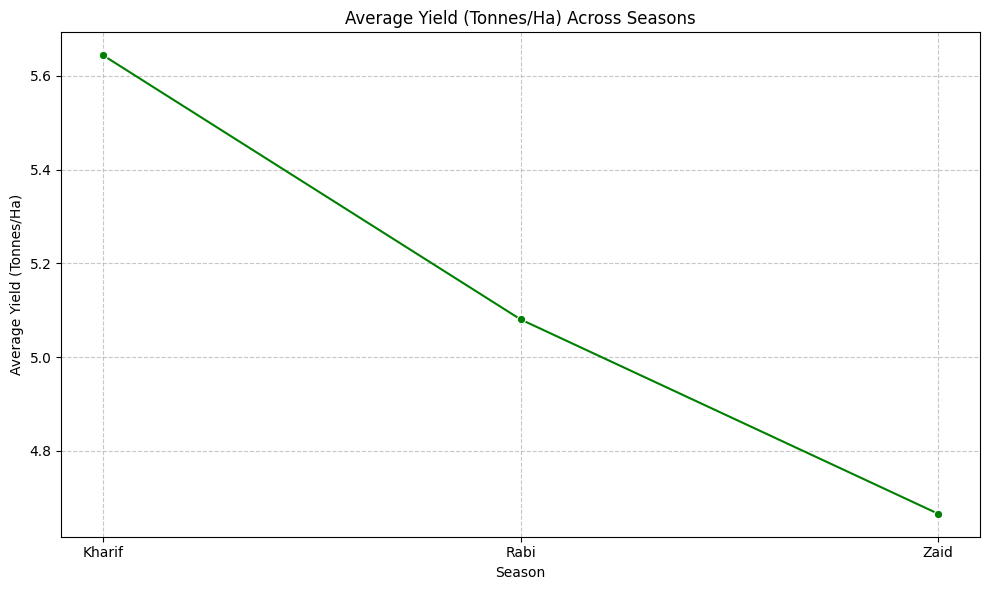 Average Yield (Tonnes/Ha) Across Seasons
Average Yield (Tonnes/Ha)
5.6
5.4
5.2
5.0
4.8
Kharif Rabi Zaid
Season